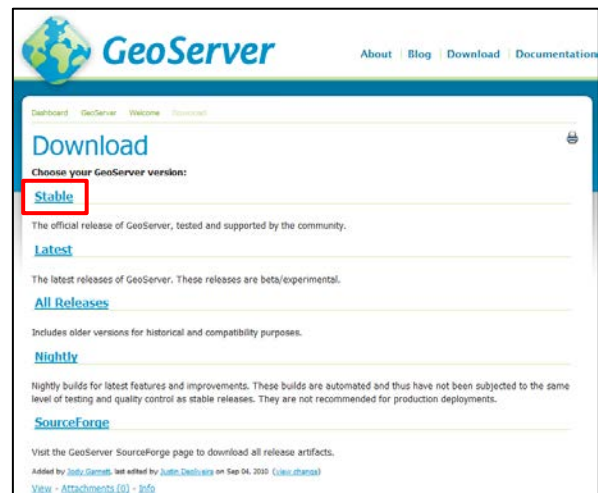 GeoServer
About Blog Download Documentation
Dashboard GeoServer Welcome Download
Download
Choose your GeoServer version:
Stable
The official release of GeoServer, tested and supported by the community.
Latest
The latest releases of GeoServer. These releases are beta/experimental.
All Releases
Includes older versions for historical and compatibility purposes.
Nightly
Nightly builds for latest features and improvements. These builds are automated and thus have not been subjected to the same
level of testing and quality control as stable releases. They are not recommended for production deployments.
SourceForge
Visit the GeoServer SourceForge page to download all release artifacts.
Added by Jody Garnett, last edited by Justin Deoliveira on Sep 04, 2010 (view change)
View - Attachments (0) - Info